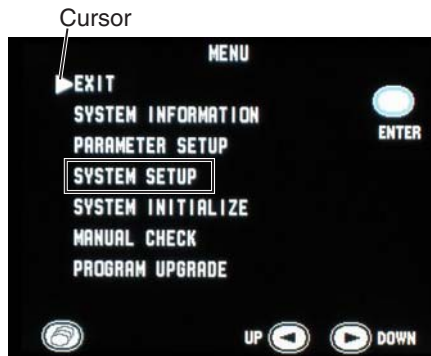 Cursor
MENU
EXIT
SYSTEM INFORMATION
PARAMETER SETUP
SYSTEM SETUP
SYSTEM INITIALIZE
MANUAL CHECK
PROGRAM UPGRADE
ENTER
UP DOWN